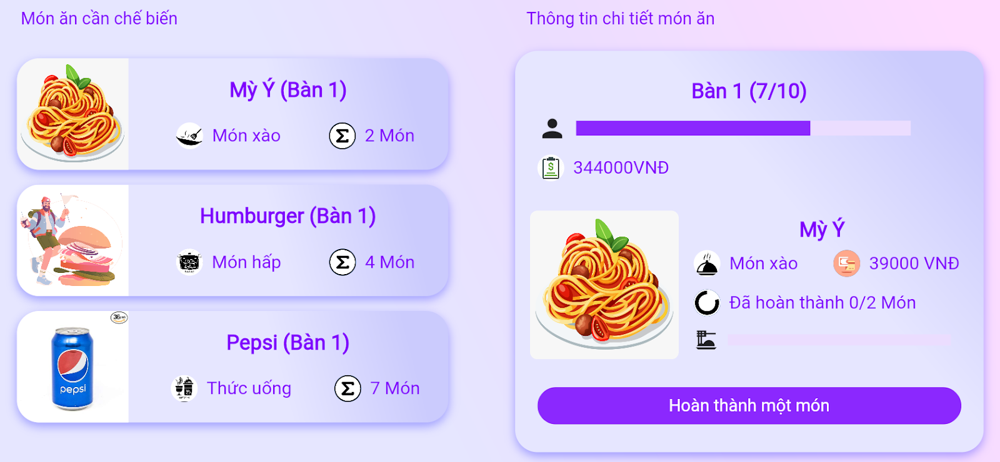 Món ăn cần chế biến
Mỳ Ý (Bàn 1)
Món xào
2 Món
Humburger (Bàn 1)
Món hấp
4 Món
36
pepsi
Pepsi (Bàn 1)
Thức uống
7 Món
Thông tin chi tiết món ăn
Bàn 1 (7/10)
344000VNĐ
Mỳ Ý
Món xào
39000 VNĐ
Đã hoàn thành 0/2 Món
Hoàn thành một món